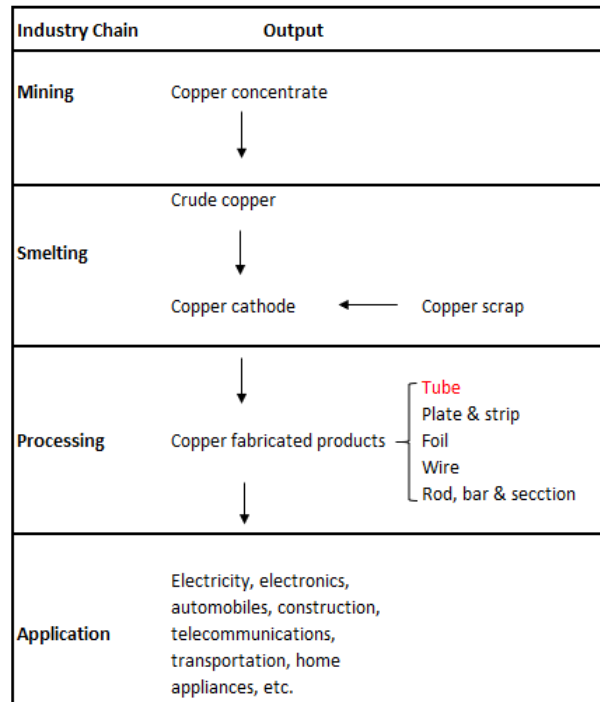 Industry Chain Output
Mining Copper concentrate
Crude copper
Smelting
Copper cathode Copper scrap
Tube
Plate & strip
Processing Copper fabricated products Foil
Wire
Rod, bar & secction
Electricity, electronics,
automobiles, construction,
Application telecommunications,
transportation, home
appliances, etc.